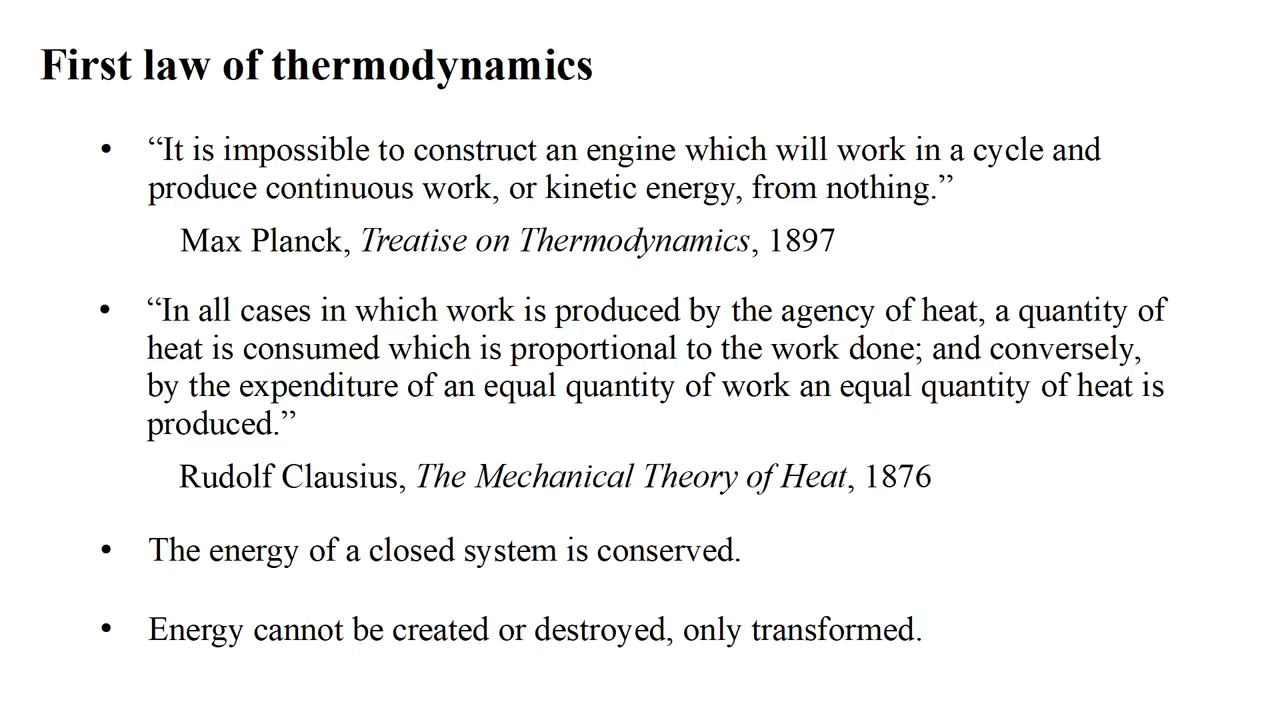 First law of thermodynamics
• “It is impossible to construct an engine which will work in a cycle and
produce continuous work, or kinetic energy, from nothing.”
Max Planck, Treatise on Thermodynamics, 1897
• “In all cases in which work is produced by the agency of heat, a quantity of
heat is consumed which is proportional to the work done; and conversely,
by the expenditure of an equal quantity of work an equal quantity of heat is
produced.”
Rudolf Clausius, The Mechanical Theory of Heat, 1876
• The energy of a closed system is conserved.
• Energy cannot be created or destroyed, only transformed.